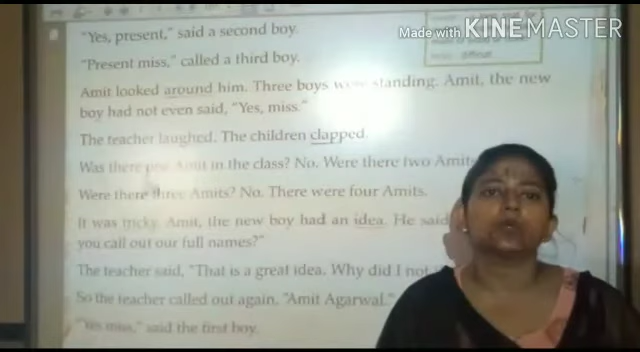 Made with KINEMASTER
"Yes, present," said a second boy.
"Present miss," called a third boy.
Amit looked around him. Three boys were standing. Amit, the new
boy had not even said, "Yes, miss."
The teacher laughed. The children clapped.
Was there one Amit in the class? No. Were there two Amits
Were there three Amits? No. There were four Amits.
It was tricky. Amit, the new boy had an idea. He said
you call out our full names?"
The teacher said, "That is a great idea. Why did I not
So the teacher called out again, "Amit Agarwal."
"Yes miss," said the first boy.
difficult